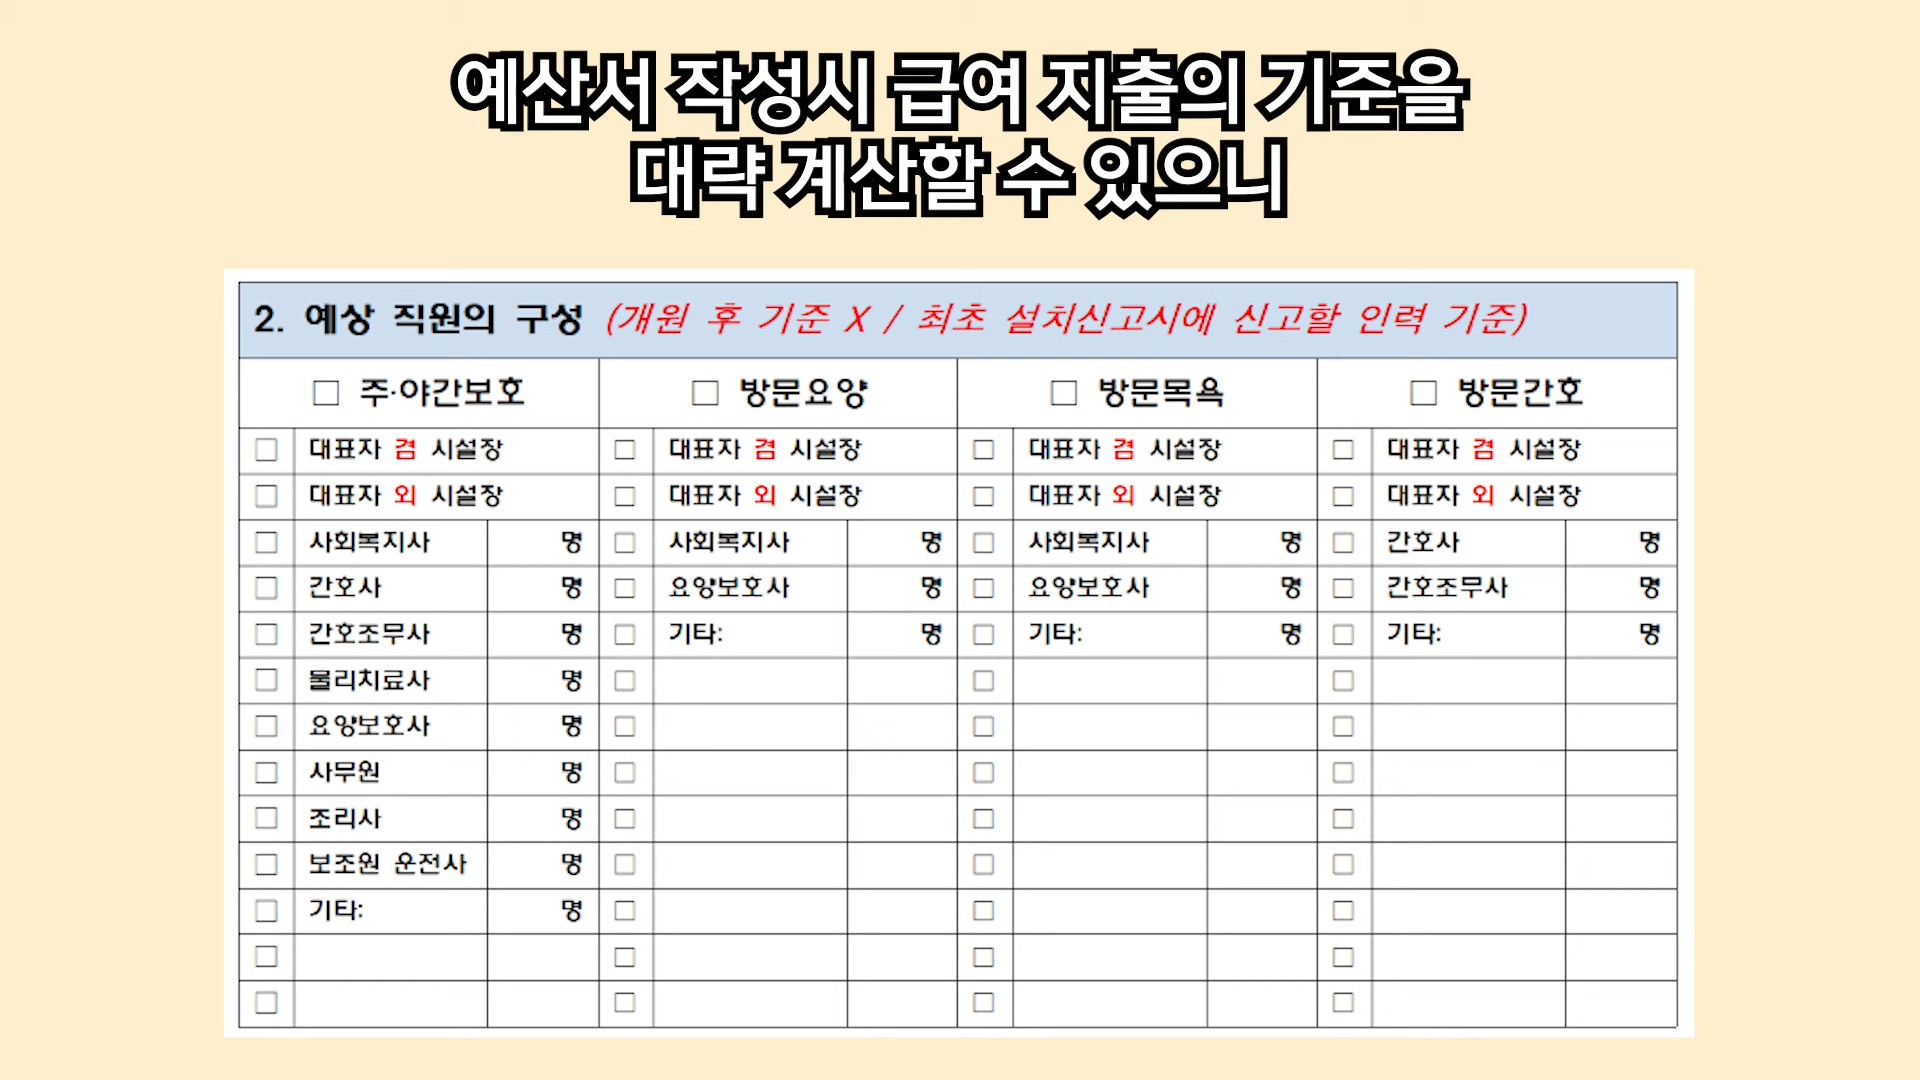 예산서 작성시 급여 지출의 기준을
대략 계산할 수 있으니
2. 예상 직원의 구성 (개원 후 기준 X / 최초 설치신고시에 신고할 인력 기준)
□ 주·야간보호 □ 방문요양 □ 방문목욕 □ 방문간호
□ 대표자 겸 시설장 □ 대표자 겸 시설장 □ 대표자 겸 시설장 □ 대표자 겸 시설장
□ 대표자 외 시설장 □ 대표자 외 시설장 □ 대표자 외 시설장 □ 대표자 외 시설장
□ 사회복지사 명 □ 사회복지사 명 □ 사회복지사 명 □ 간호사 명
□ 간호사 명 □ 요양보호사 명 □ 요양보호사 명 □ 간호조무사 명
□ 간호조무사 명 □ 기타: 명 □ 기타: 명 □ 기타: 명
□ 물리치료사 명 □ □ □
□ 요양보호사 명 □ □ □
□ 사무원 명 □ □ □
□ 조리사 명 □ □ □
□ 보조원 운전사 명 □ □ □
□ 기타: 명 □ □ □
□ □ □ □
□ □ □ □